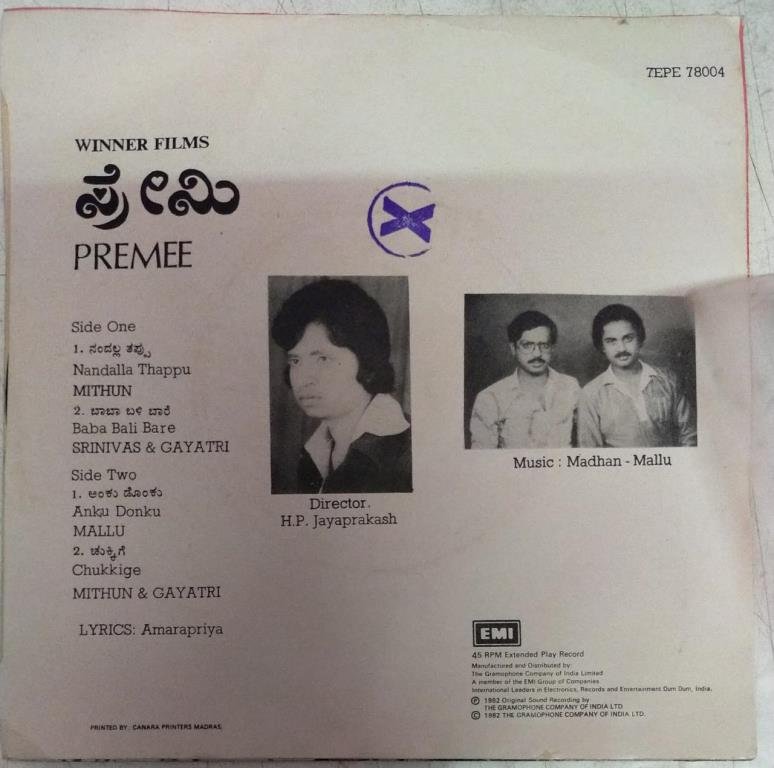 7EPE 78004
WINNER FILMS
ಪ್ರೇಮಿ
PREMEE
Side One
1. ನಂದಲ್ಲ ತಪ್ಪು
Nandalla Thappu
MITHUN
2. ಬಾಬಾ ಬಳಿ ಬಾರೆ
Baba Bali Bare
SRINIVAS & GAYATRI
Side Two
1. ಅಂಕು ಡೊಂಕು
Anku Donku
MALLU
2. ಚುಕ್ಕಿಗೆ
Chukkige
MITHUN & GAYATRI
LYRICS: Amarapriya
Director.
H.P. Jayaprakash
Music : Madhan - Mallu
EMI
45 RPM Extended Play Record
Manufactured and Distributed by:
The Gramophone Company of India Limited
A member of the EMI Group of Companies
International Leaders in Electronics, Records and Entertainment Dum Dum, India.
Ⓟ 1982 Original Sound Recording by
THE GRAMOPHONE COMPANY OF INDIA LTD
© 1982 THE GRAMOPHONE COMPANY OF INDIA LTD.
PRINTED BY: CANARA PRINTERS MADRAS.